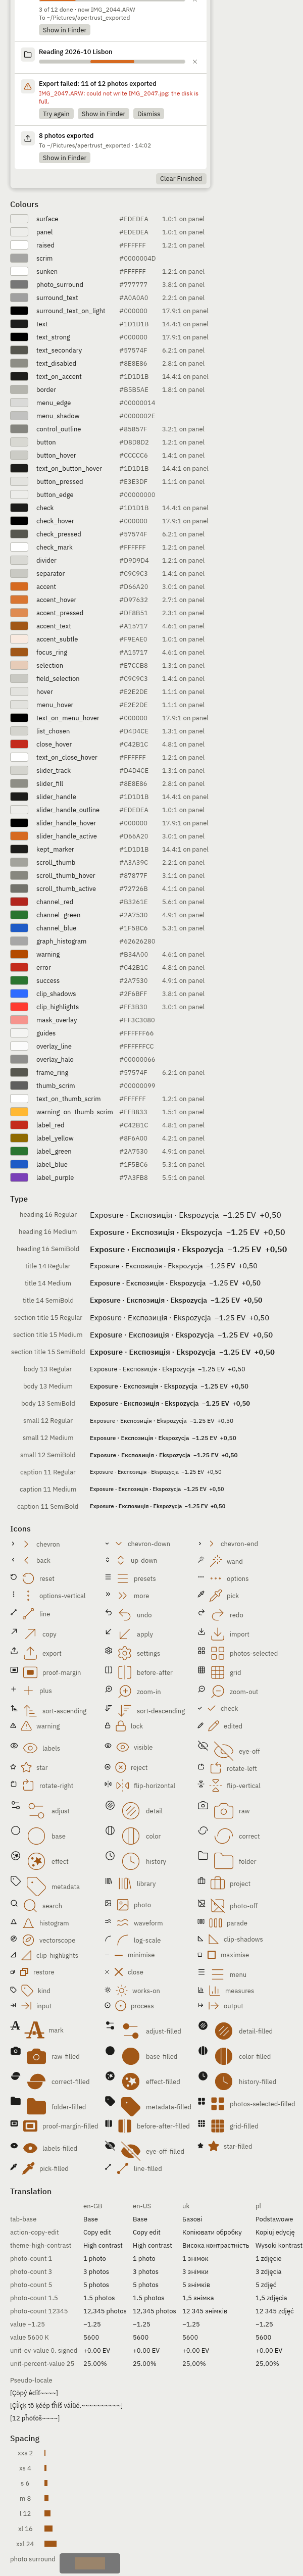 3 of 12 done · now IMG_2044.ARW
To ~/Pictures/apertrust_exported
Show in Finder
Reading 2026-10 Lisbon
Export failed: 11 of 12 photos exported
IMG_2047.ARW: could not write IMG_2047.jpg: the disk is
full.
Try again Show in Finder Dismiss
8 photos exported
To ~/Pictures/apertrust_exported · 14:02
Show in Finder
Clear Finished
Colours
surface #EDEDEA 1.0:1 on panel
panel #EDEDEA 1.0:1 on panel
raised #FFFFFF 1.2:1 on panel
scrim #0000004D
sunken #FFFFFF 1.2:1 on panel
photo_surround #777777 3.8:1 on panel
surround_text #A0A0A0 2.2:1 on panel
surround_text_on_light #000000 17.9:1 on panel
text #1D1D1B 14.4:1 on panel
text_strong #000000 17.9:1 on panel
text_secondary #57574F 6.2:1 on panel
text_disabled #8E8E86 2.8:1 on panel
text_on_accent #1D1D1B 14.4:1 on panel
border #B5B5AE 1.8:1 on panel
menu_edge #00000014
menu_shadow #0000002E
control_outline #85857F 3.2:1 on panel
button #D8D8D2 1.2:1 on panel
button_hover #CCCCC6 1.4:1 on panel
text_on_button_hover #1D1D1B 14.4:1 on panel
button_pressed #E3E3DF 1.1:1 on panel
button_edge #00000000
check #1D1D1B 14.4:1 on panel
check_hover #000000 17.9:1 on panel
check_pressed #57574F 6.2:1 on panel
check_mark #FFFFFF 1.2:1 on panel
divider #D9D9D4 1.2:1 on panel
separator #C9C9C3 1.4:1 on panel
accent #D66A20 3.0:1 on panel
accent_hover #D97632 2.7:1 on panel
accent_pressed #DF8B51 2.3:1 on panel
accent_text #A15717 4.6:1 on panel
accent_subtle #F9EAE0 1.0:1 on panel
focus_ring #A15717 4.6:1 on panel
selection #E7CCB8 1.3:1 on panel
field_selection #C9C9C3 1.4:1 on panel
hover #E2E2DE 1.1:1 on panel
menu_hover #E2E2DE 1.1:1 on panel
text_on_menu_hover #000000 17.9:1 on panel
list_chosen #D4D4CE 1.3:1 on panel
close_hover #C42B1C 4.8:1 on panel
text_on_close_hover #FFFFFF 1.2:1 on panel
slider_track #D4D4CE 1.3:1 on panel
slider_fill #8E8E86 2.8:1 on panel
slider_handle #1D1D1B 14.4:1 on panel
slider_handle_outline #EDEDEA 1.0:1 on panel
slider_handle_hover #000000 17.9:1 on panel
slider_handle_active #D66A20 3.0:1 on panel
kept_marker #1D1D1B 14.4:1 on panel
scroll_thumb #A3A39C 2.2:1 on panel
scroll_thumb_hover #87877F 3.1:1 on panel
scroll_thumb_active #72726B 4.1:1 on panel
channel_red #B3261E 5.6:1 on panel
channel_green #2A7530 4.9:1 on panel
channel_blue #1F5BC6 5.3:1 on panel
graph_histogram #62626280
warning #B34A00 4.6:1 on panel
error #C42B1C 4.8:1 on panel
success #2A7530 4.9:1 on panel
clip_shadows #2F6BFF 3.8:1 on panel
clip_highlights #FF3B30 3.0:1 on panel
mask_overlay #FF3C3080
guides #FFFFFF66
overlay_line #FFFFFFCC
overlay_halo #00000066
frame_ring #57574F 6.2:1 on panel
thumb_scrim #00000099
text_on_thumb_scrim #FFFFFF 1.2:1 on panel
warning_on_thumb_scrim #FFB833 1.5:1 on panel
label_red #C42B1C 4.8:1 on panel
label_yellow #8F6A00 4.2:1 on panel
label_green #2A7530 4.9:1 on panel
label_blue #1F5BC6 5.3:1 on panel
label_purple #7A3FB8 5.5:1 on panel
Type
heading 16 Regular Exposure · Експозиція · Ekspozycja −1.25 EV +0,50
heading 16 Medium Exposure · Експозиція · Ekspozycja −1.25 EV +0,50
heading 16 SemiBold Exposure · Експозиція · Ekspozycja −1.25 EV +0,50
title 14 Regular Exposure · Експозиція · Ekspozycja −1.25 EV +0,50
title 14 Medium Exposure · Експозиція · Ekspozycja −1.25 EV +0,50
title 14 SemiBold Exposure · Експозиція · Ekspozycja −1.25 EV +0,50
section title 15 Regular Exposure · Експозиція · Ekspozycja −1.25 EV +0,50
section title 15 Medium Exposure · Експозиція · Ekspozycja −1.25 EV +0,50
section title 15 SemiBold Exposure · Експозиція · Ekspozycja −1.25 EV +0,50
body 13 Regular Exposure · Експозиція · Ekspozycja −1.25 EV +0,50
body 13 Medium Exposure · Експозиція · Ekspozycja −1.25 EV +0,50
body 13 SemiBold Exposure · Експозиція · Ekspozycja −1.25 EV +0,50
small 12 Regular Exposure · Експозиція · Ekspozycja −1.25 EV +0,50
small 12 Medium Exposure · Експозиція · Ekspozycja −1.25 EV +0,50
small 12 SemiBold Exposure · Експозиція · Ekspozycja −1.25 EV +0,50
caption 11 Regular Exposure · Експозиція · Ekspozycja −1.25 EV +0,50
caption 11 Medium Exposure · Експозиція · Ekspozycja −1.25 EV +0,50
caption 11 SemiBold Exposure · Експозиція · Ekspozycja −1.25 EV +0,50
Icons
chevron chevron-down chevron-end
back up-down wand
reset presets options
options-vertical more pick
line undo redo
copy apply import
export settings photos-selected
proof-margin before-after grid
plus zoom-in zoom-out
sort-ascending sort-descending check
warning lock edited
labels visible eye-off
star reject rotate-left
rotate-right flip-horizontal flip-vertical
adjust detail raw
base color correct
effect history folder
metadata library project
search photo photo-off
histogram waveform parade
vectorscope log-scale clip-shadows
clip-highlights minimise maximise
restore close menu
kind works-on measures
input process output
mark adjust-filled detail-filled
raw-filled base-filled color-filled
correct-filled effect-filled history-filled
folder-filled metadata-filled photos-selected-filled
proof-margin-filled before-after-filled grid-filled
labels-filled eye-off-filled star-filled
pick-filled line-filled
Translation
en-GB en-US uk pl
tab-base Base Base Базові Podstawowe
action-copy-edit Copy edit Copy edit Копіювати обробку Kopiuj edycję
theme-high-contrast High contrast High contrast Висока контрастність Wysoki kontrast
photo-count 1 1 photo 1 photo 1 знімок 1 zdjęcie
photo-count 3 3 photos 3 photos 3 знімки 3 zdjęcia
photo-count 5 5 photos 5 photos 5 знімків 5 zdjęć
photo-count 1.5 1.5 photos 1.5 photos 1,5 знімка 1,5 zdjęcia
photo-count 12345 12,345 photos 12,345 photos 12 345 знімків 12 345 zdjęć
value −1.25 −1.25 −1.25 −1,25 −1,25
value 5600 K 5600 5600 5600 5600
unit-ev-value 0, signed +0.00 EV +0.00 EV +0,00 EV +0,00 EV
unit-percent-value 25 25.00% 25.00% 25,00% 25,00%
Pseudo-locale
Spacing
xxs 2
xs 4
s 6
m 8
l 12
xl 16
xxl 24
photo surround